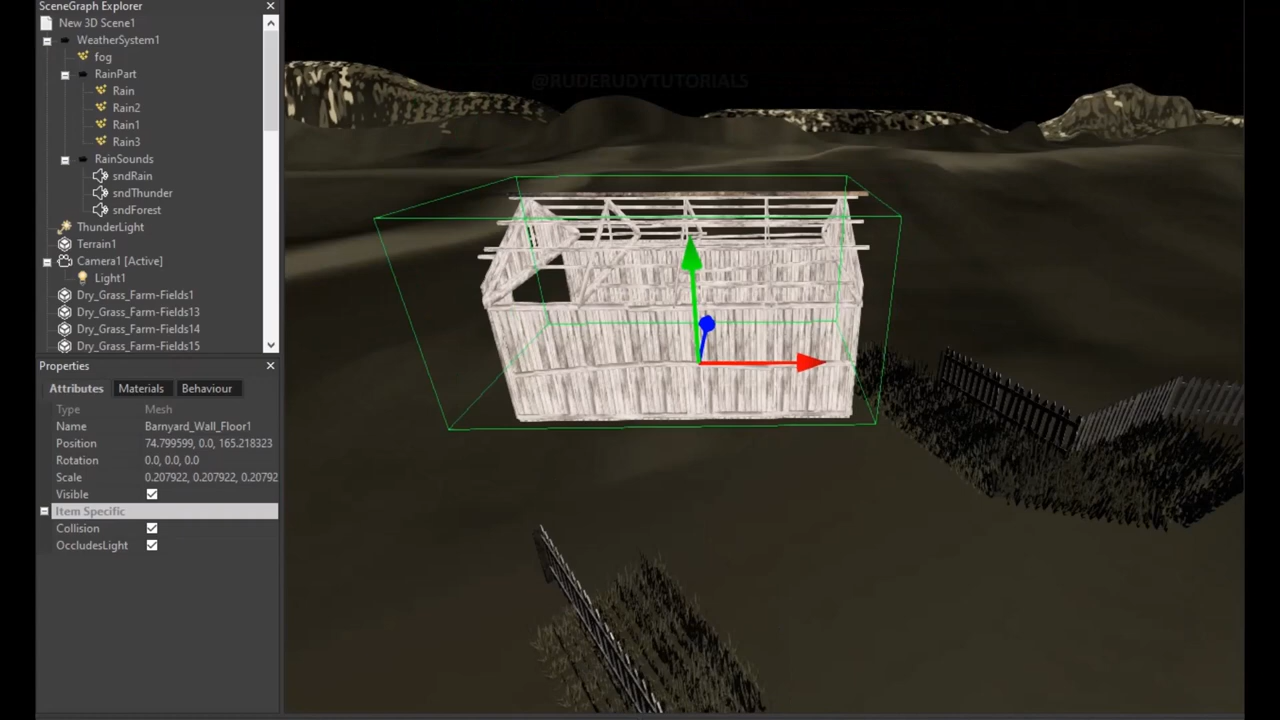 SceneGraph Explorer
New 3D Scene1
WeatherSystem1
fog
RainPart
Rain
Rain2
Rain1
Rain3
RainSounds
sndRain
sndThunder
sndForest
ThunderLight
Terrain1
Camera1 [Active]
Light1
Dry_Grass_Farm-Fields1
Dry_Grass_Farm-Fields13
Dry_Grass_Farm-Fields14
Dry_Grass_Farm-Fields15
@RUDERUDYTUTORIALS
Properties
Attributes Materials Behaviour
Type Mesh
Name Barnyard_Wall_Floor1
Position 74.799599, 0.0, 165.218323
Rotation 0.0, 0.0, 0.0
Scale 0.207922, 0.207922, 0.20792
Visible
Item Specific
Collision
OccludesLight